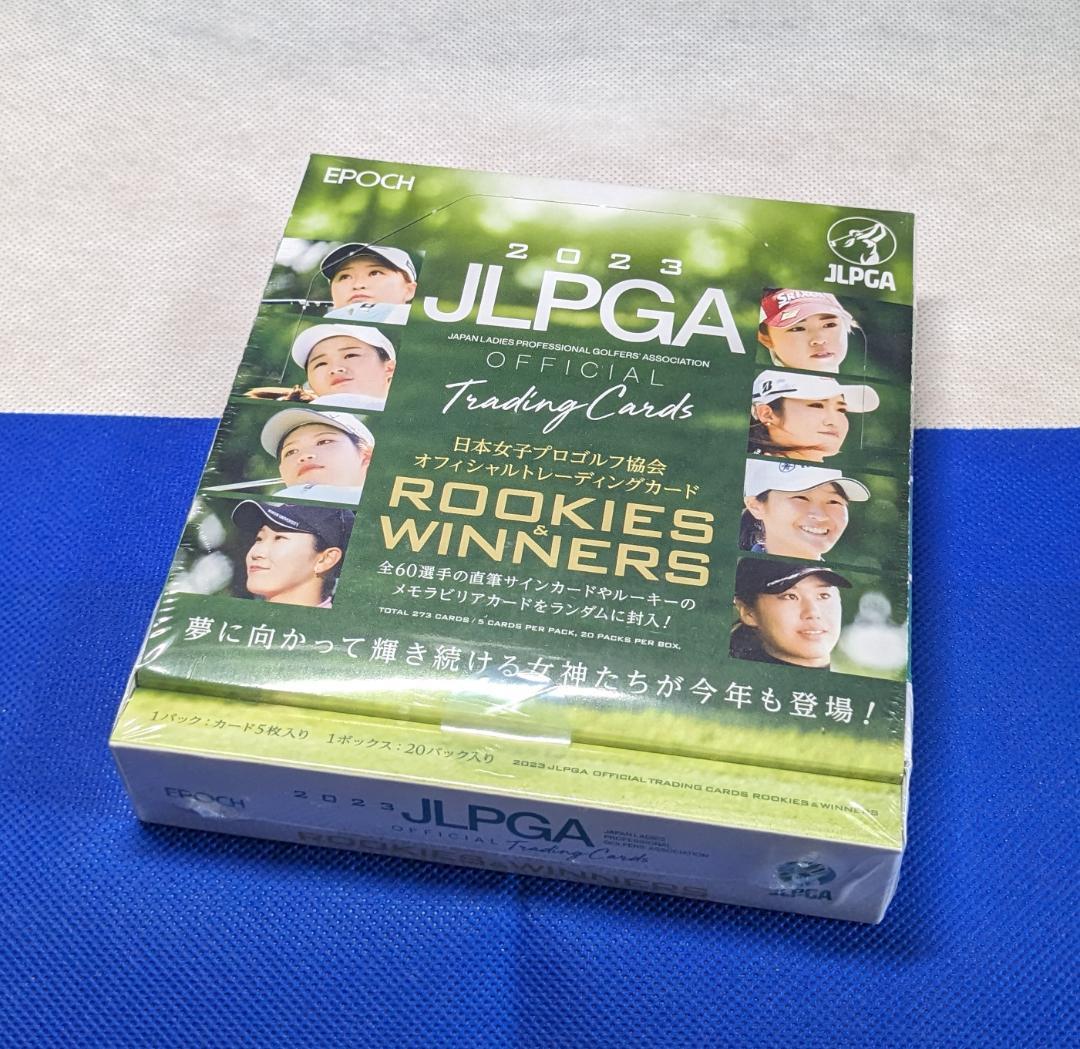 EPOCH
JLPGA
2023
JLPGA
JAPAN LADIES PROFESSIONAL GOLFERS' ASSOCIATION
OFFICIAL
Trading Cards
日本女子プロゴルフ協会
オフィシャルトレーディングカード
ROOKIES
&
WINNERS
全60選手の直筆サインカードやルーキーの
メモラビリアカードをランダムに封入!
TOTAL 273 CARDS / 5 CARDS PER PACK, 20 PACKS PER BOX.
夢に向かって輝き続ける女神たちが今年も登場!
SRIXON
1パック:カード5枚入り 1ボックス:20パック入り
2023 JLPGA OFFICIAL TRADING CARDS ROOKIES & WINNERS
EPOCH
2023 JLPGA
JAPAN LADIES
PROFESSIONAL
GOLFERS' ASSOCIATION
OFFICIAL Trading Cards
ROOKIES & WINNERS
JLPGA